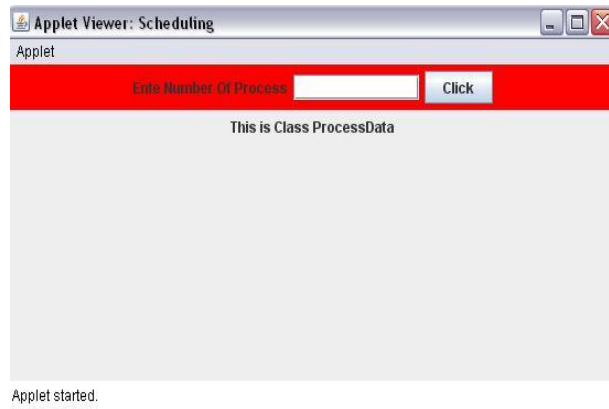 Applet Viewer: Scheduling
Applet
Ente Number Of Process
Click
This is Class ProcessData
Applet started.